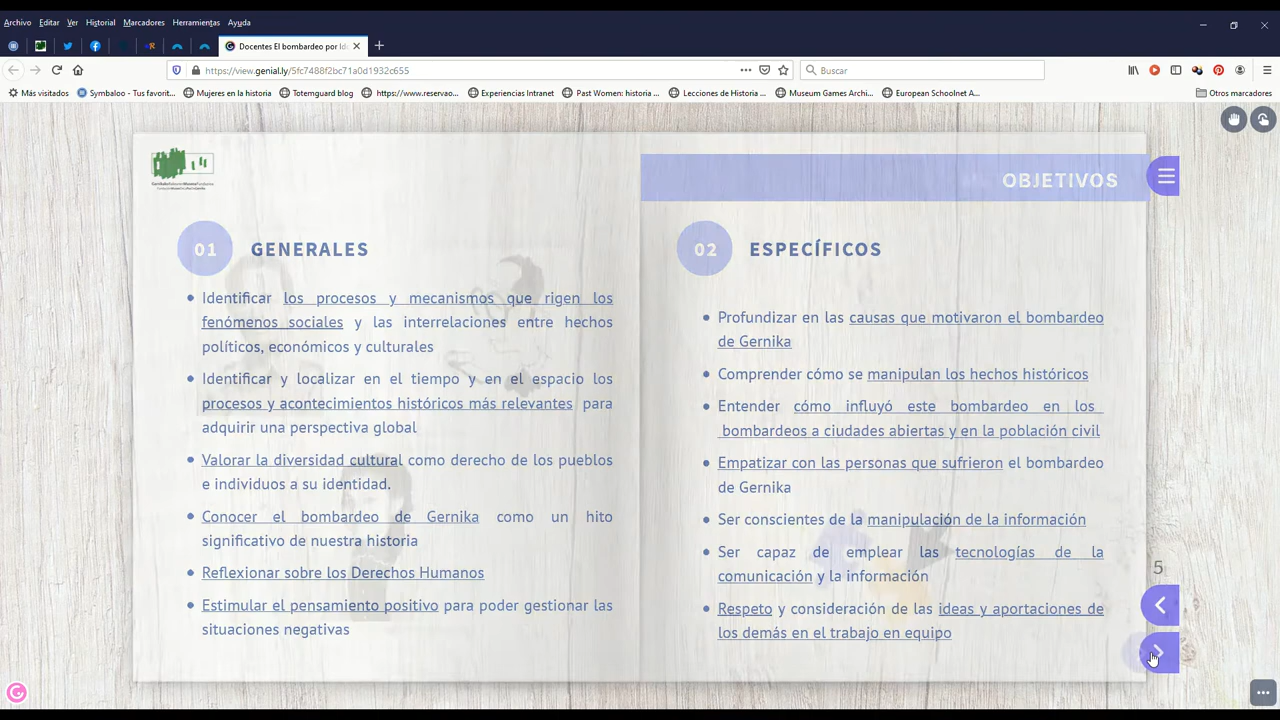 Archivo Editar Ver Historial Marcadores Herramientas Ayuda
Docentes El bombardeo por Id
https://view.genial.ly/5fc7488f2bc71a0d1932c655
Buscar
Más visitados Symbaloo - Tus favorit... Mujeres en la historia Totemguard blog https://www.reservao... Experiencies Intranet Past Women: historia ... Lecciones de Historia ... Museum Games Archi... European Schoolnet A... Otros marcadores
OBJETIVOS
01 GENERALES
Identificar los procesos y mecanismos que rigen los
fenómenos sociales y las interrelaciones entre hechos
políticos, económicos y culturales
Identificar y localizar en el tiempo y en el espacio los
procesos y acontecimientos históricos más relevantes para
adquirir una perspectiva global
Valorar la diversidad cultural como derecho de los pueblos
e individuos a su identidad.
Conocer el bombardeo de Gernika como un hito
significativo de nuestra historia
Reflexionar sobre los Derechos Humanos
Estimular el pensamiento positivo para poder gestionar las
situaciones negativas
02 ESPECÍFICOS
Profundizar en las causas que motivaron el bombardeo
de Gernika
Comprender cómo se manipulan los hechos históricos
Entender cómo influyó este bombardeo en los
bombardeos a ciudades abiertas y en la población civil
Empatizar con las personas que sufrieron el bombardeo
de Gernika
Ser conscientes de la manipulación de la información
Ser capaz de emplear las tecnologías de la
comunicación y la información
Respeto y consideración de las ideas y aportaciones de
los demás en el trabajo en equipo
5